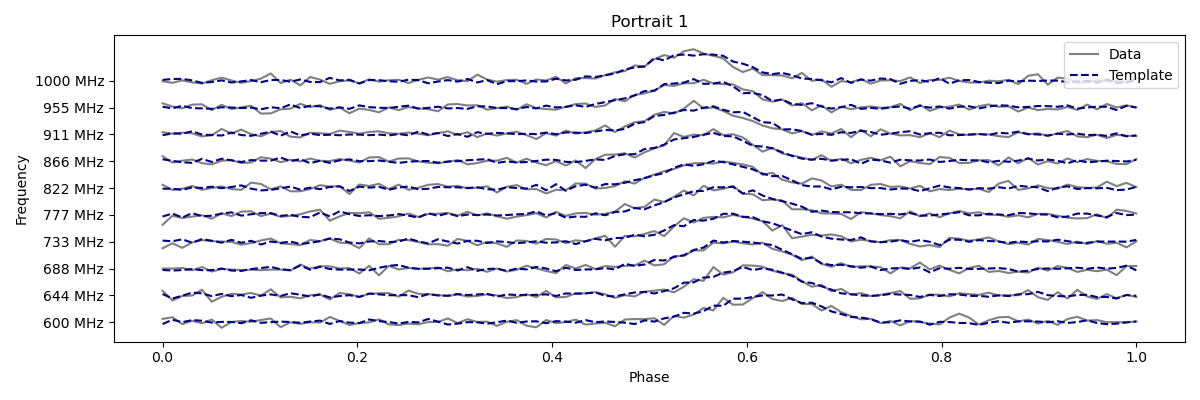 Portrait 1
Data
Template
1000 MHz
955 MHz
911 MHz
866 MHz
822 MHz
777 MHz
733 MHz
688 MHz
644 MHz
600 MHz
Frequency
0.0 0.2 0.4 0.6 0.8 1.0
Phase